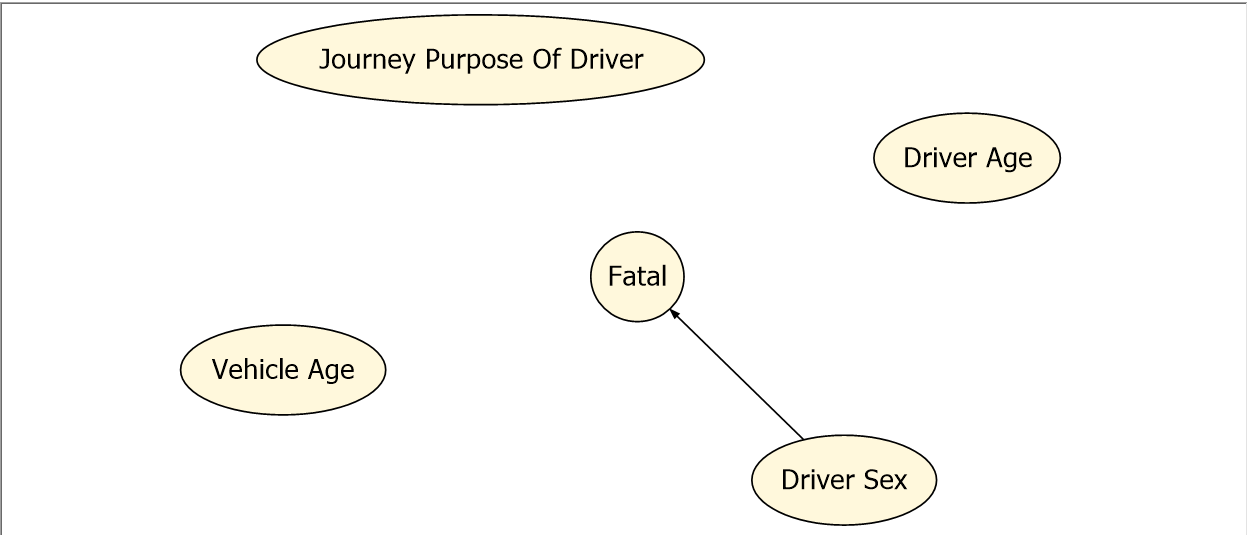 Journey Purpose Of Driver
Driver Age
Fatal
Vehicle Age
Driver Sex